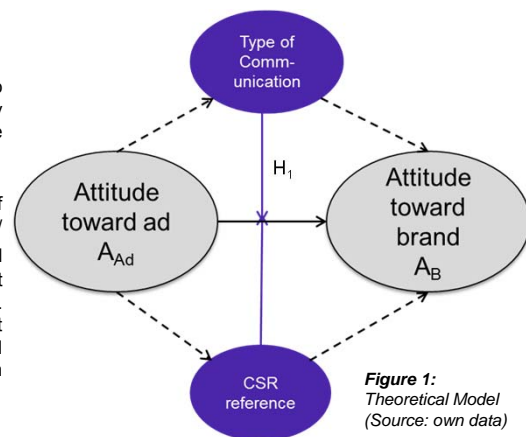 Type of
Comm-
unication
H1
Attitude
toward ad
AAd
Attitude
toward
brand
AB
CSR
reference
Figure 1:
Theoretical Model
(Source: own data)